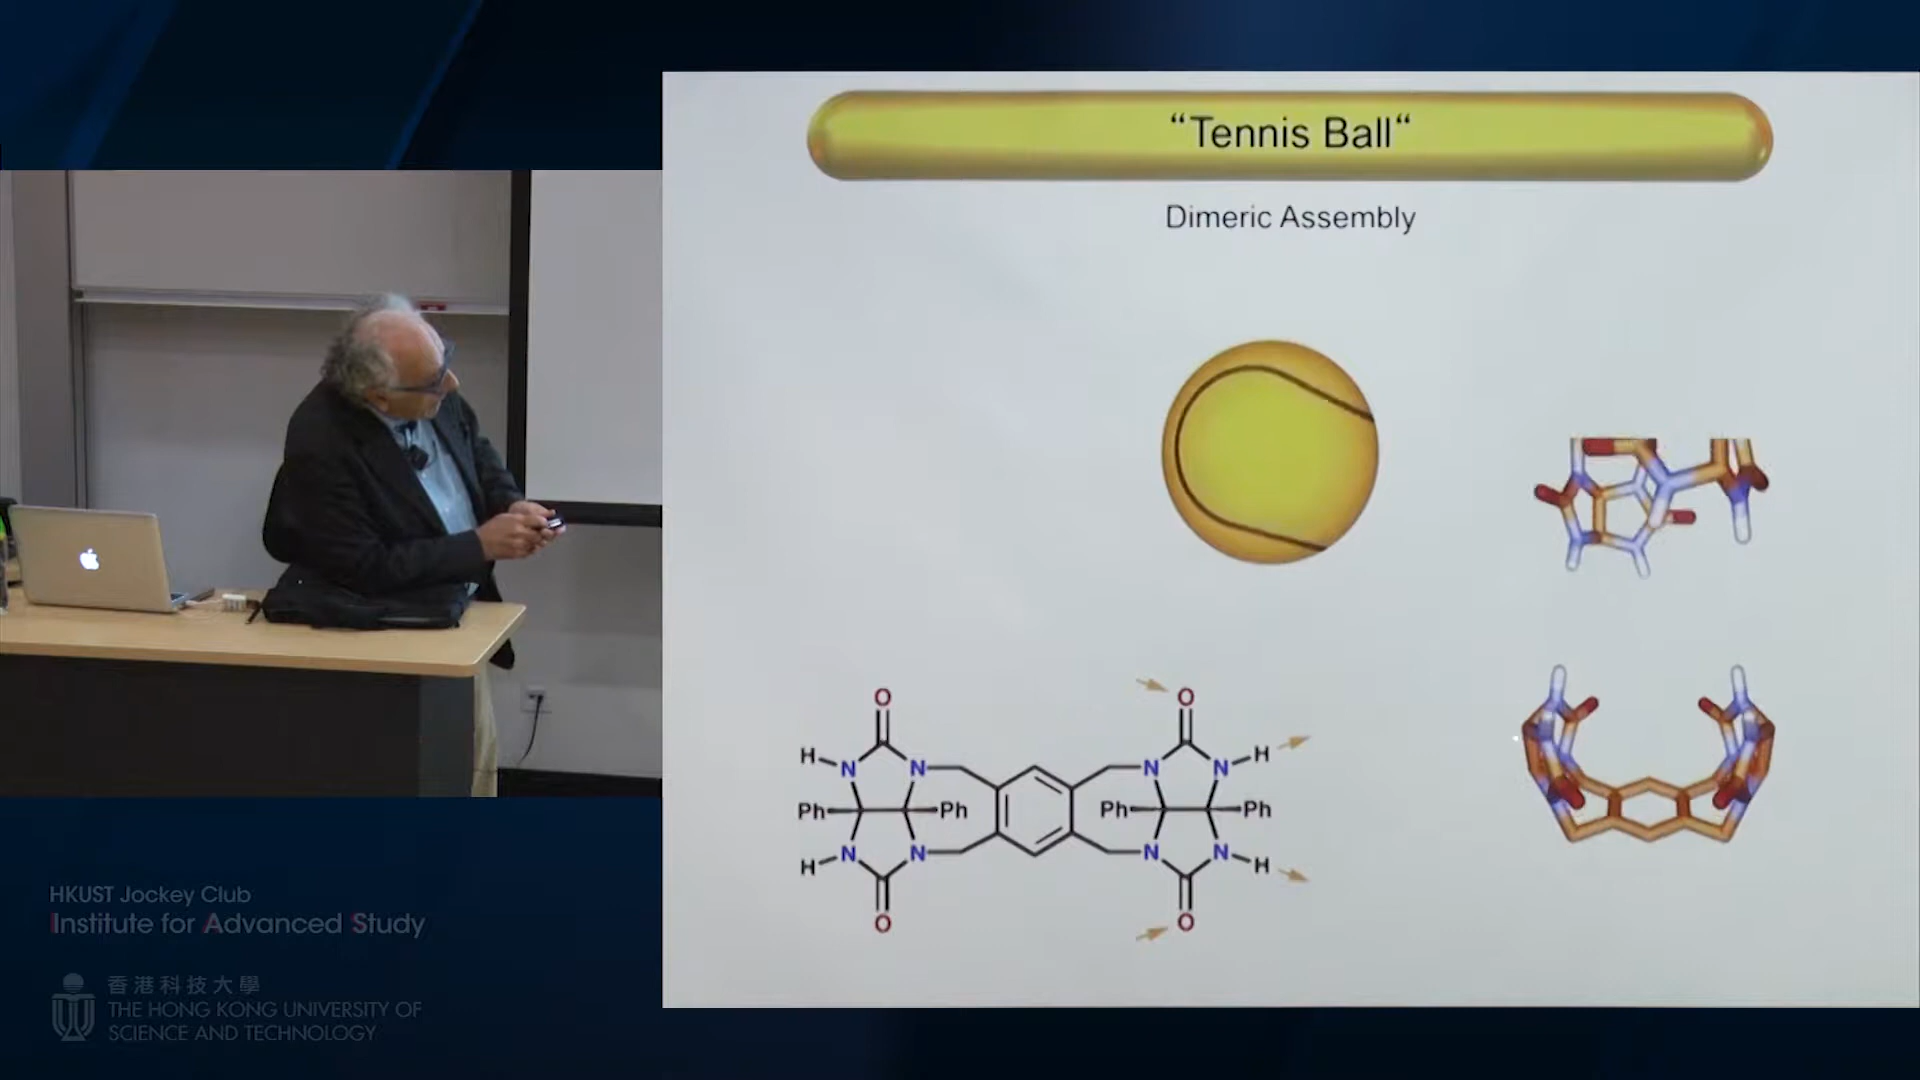 “Tennis Ball“
Dimeric Assembly
O
O
H
N
N
N
N
H
Ph
Ph
Ph
Ph
H
N
N
N
N
H
O
O
HKUST Jockey Club
Institute for Advanced Study
香港科技大學
THE HONG KONG UNIVERSITY OF
SCIENCE AND TECHNOLOGY